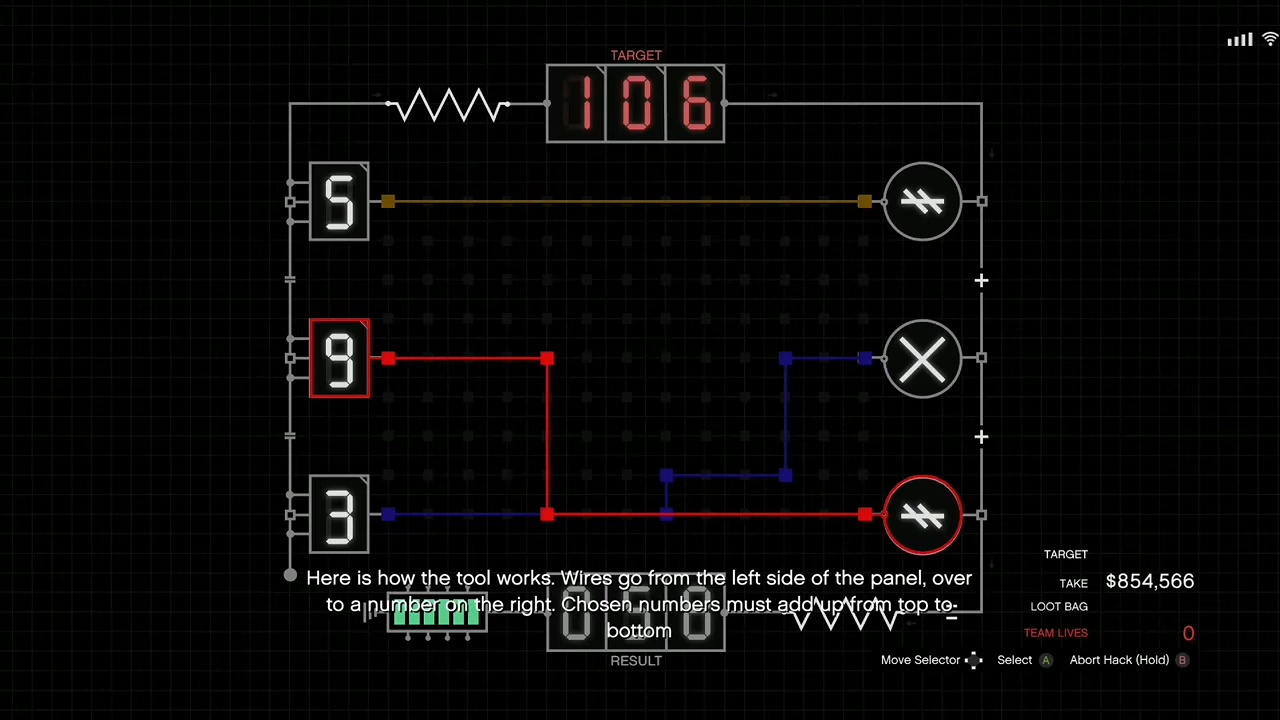 TARGET
106
5
9
3
Here is how the tool works. Wires go from the left side of the panel, over
to a number on the right. Chosen numbers must add up from top to-
bottom
058
RESULT
TARGET
TAKE $854,566
LOOT BAG
TEAM LIVES 0
Move Selector Select A Abort Hack (Hold) B